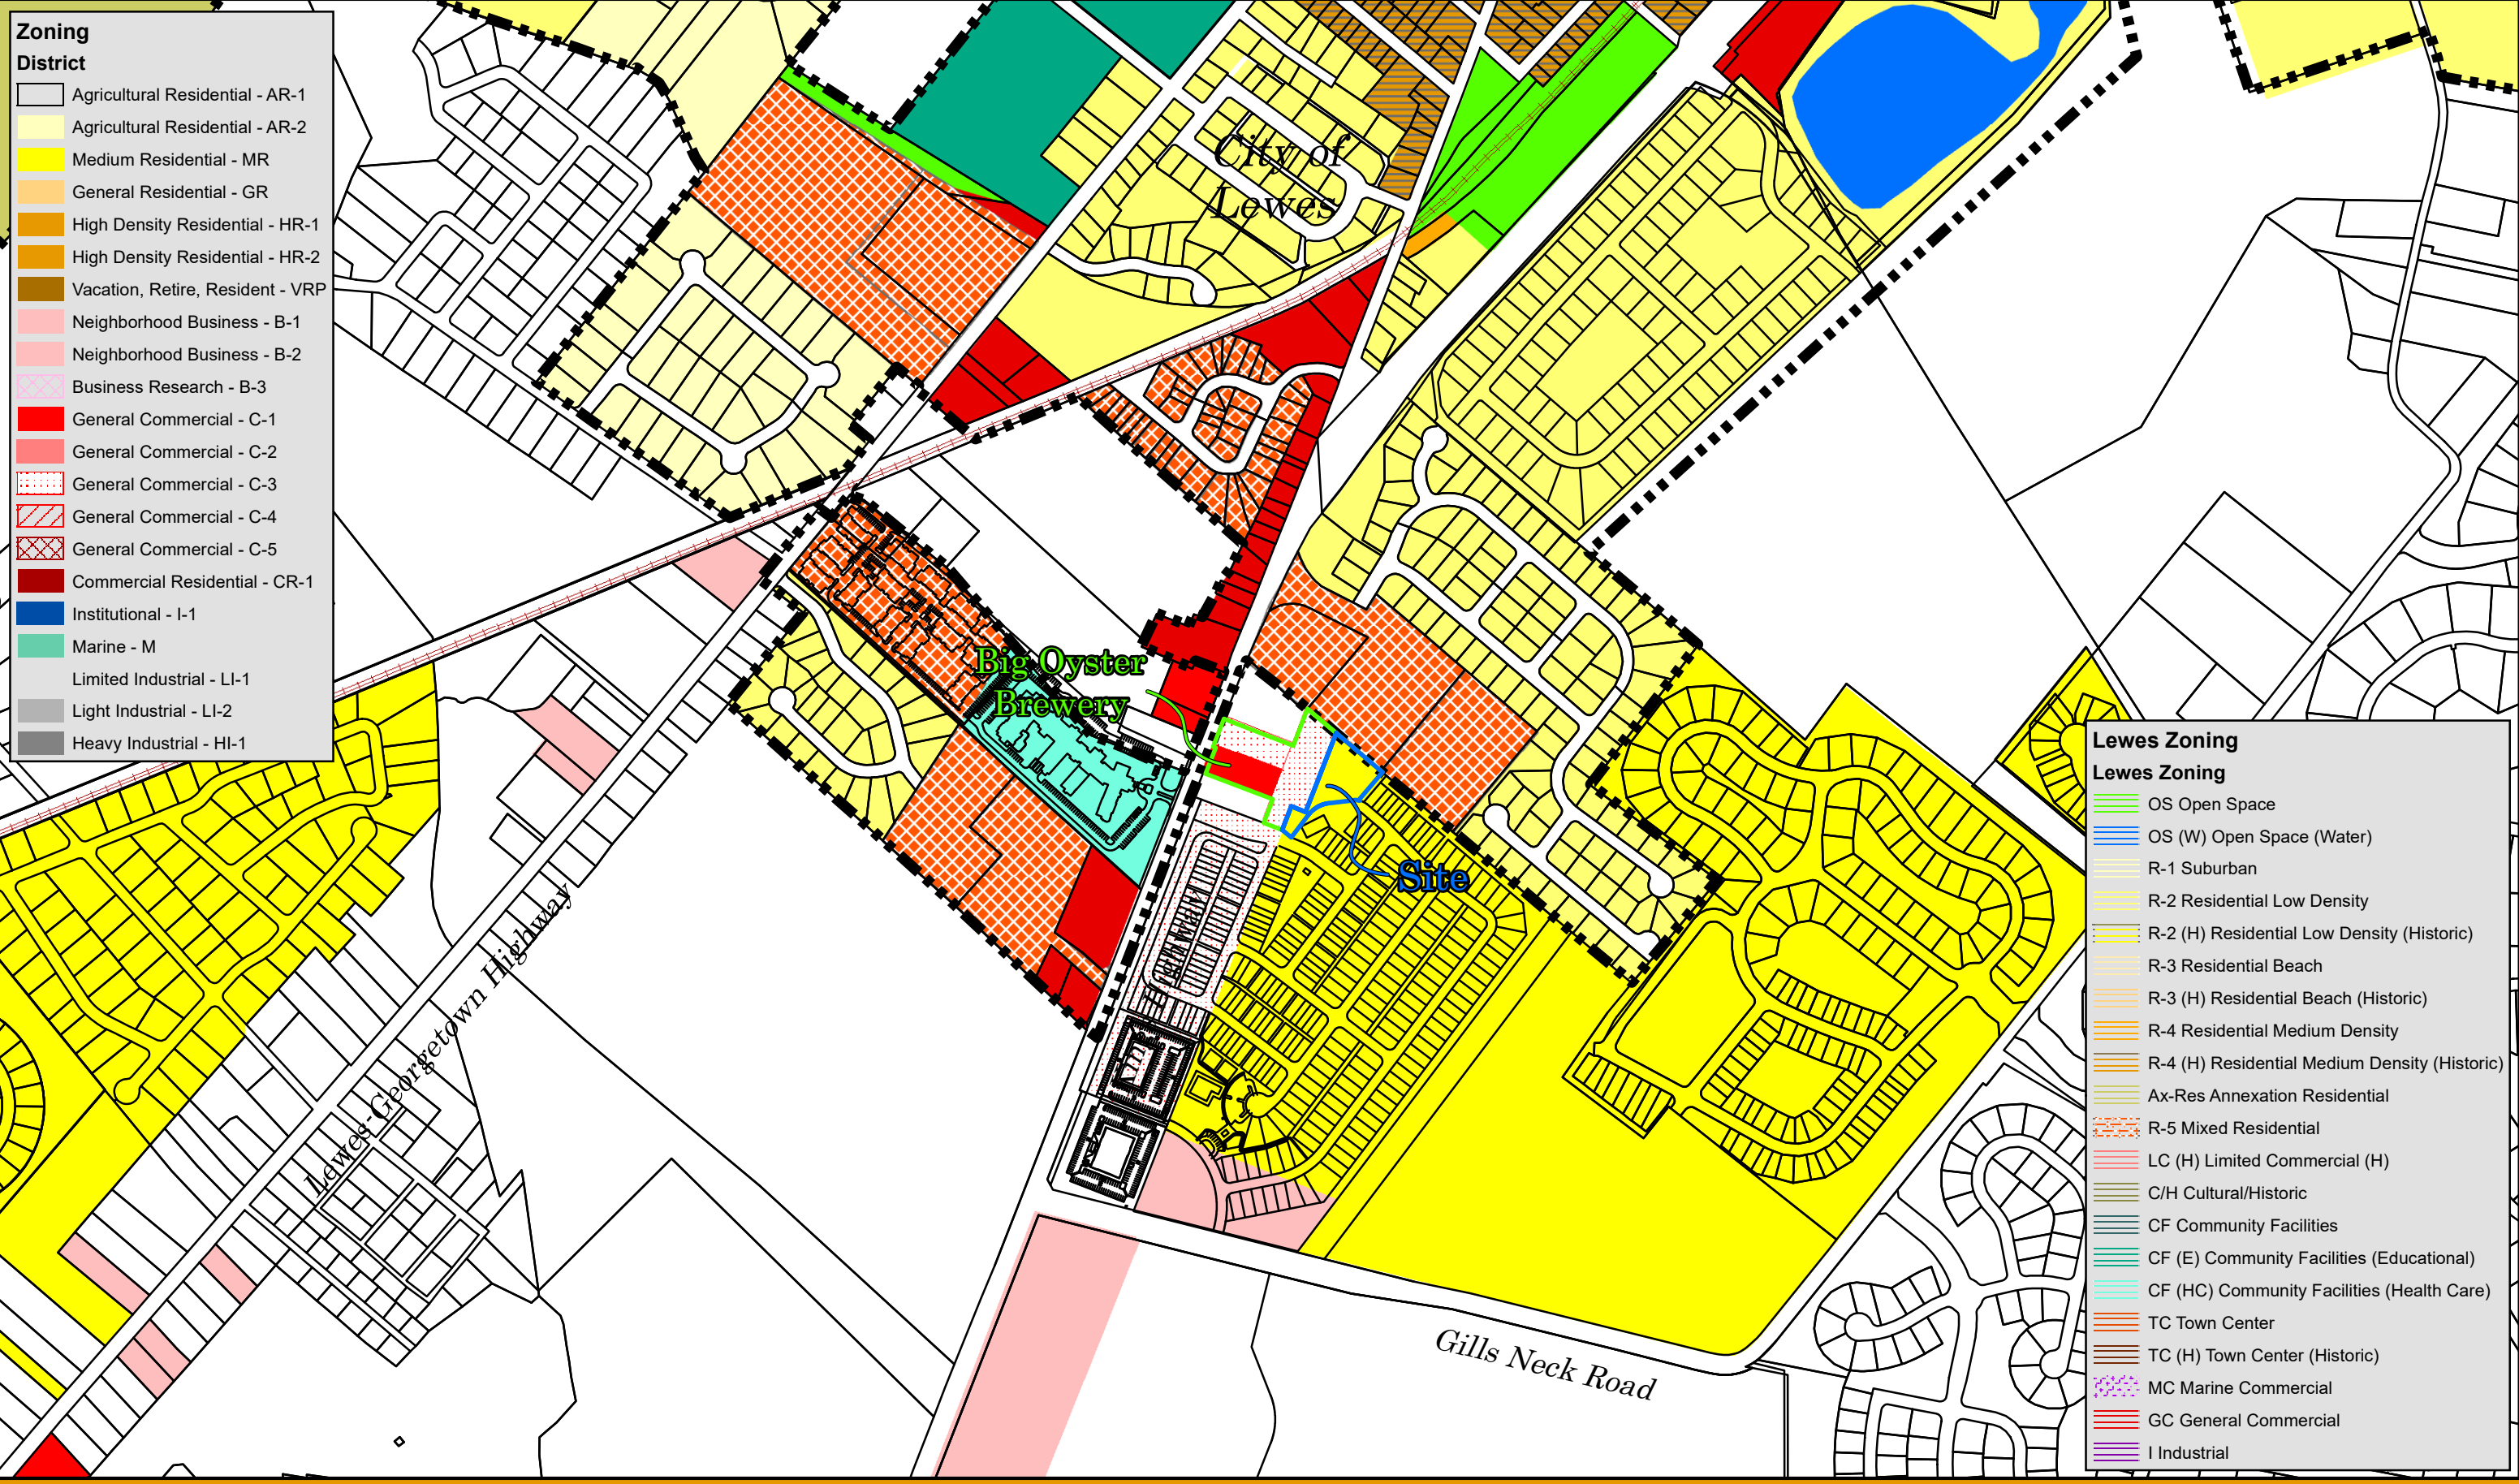 Zoning
District
Agricultural Residential - AR-1
Agricultural Residential - AR-2
Medium Residential - MR
General Residential - GR
High Density Residential - HR-1
High Density Residential - HR-2
Vacation, Retire, Resident - VRP
Neighborhood Business - B-1
Neighborhood Business - B-2
Business Research - B-3
General Commercial - C-1
General Commercial - C-2
General Commercial - C-3
General Commercial - C-4
General Commercial - C-5
Commercial Residential - CR-1
Institutional - I-1
Marine - M
Limited Industrial - LI-1
Light Industrial - LI-2
Heavy Industrial - HI-1
City of
Lewes
Big Oyster
Brewery
Site
Highway
Lewes-Georgetown Highway
Gills Neck Road
Lewes Zoning
Lewes Zoning
OS Open Space
OS (W) Open Space (Water)
R-1 Suburban
R-2 Residential Low Density
R-2 (H) Residential Low Density (Historic)
R-3 Residential Beach
R-3 (H) Residential Beach (Historic)
R-4 Residential Medium Density
R-4 (H) Residential Medium Density (Historic)
Ax-Res Annexation Residential
R-5 Mixed Residential
LC (H) Limited Commercial (H)
C/H Cultural/Historic
CF Community Facilities
CF (E) Community Facilities (Educational)
CF (HC) Community Facilities (Health Care)
TC Town Center
TC (H) Town Center (Historic)
MC Marine Commercial
GC General Commercial
I Industrial